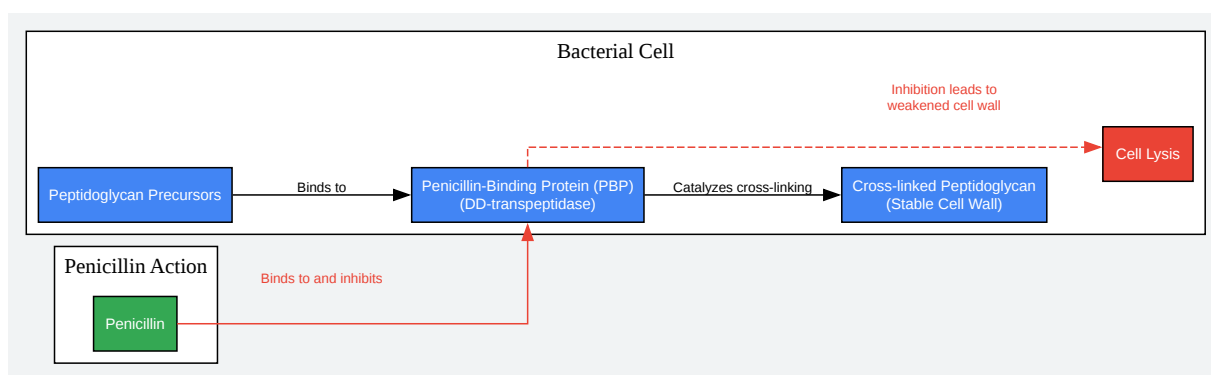 Bacterial Cell
Inhibition leads to
weakened cell wall
Cell Lysis
Peptidoglycan Precursors
Binds to
Penicillin-Binding Protein (PBP)
(DD-transpeptidase)
Catalyzes cross-linking
Cross-linked Peptidoglycan
(Stable Cell Wall)
Penicillin Action
Binds to and inhibits
Penicillin